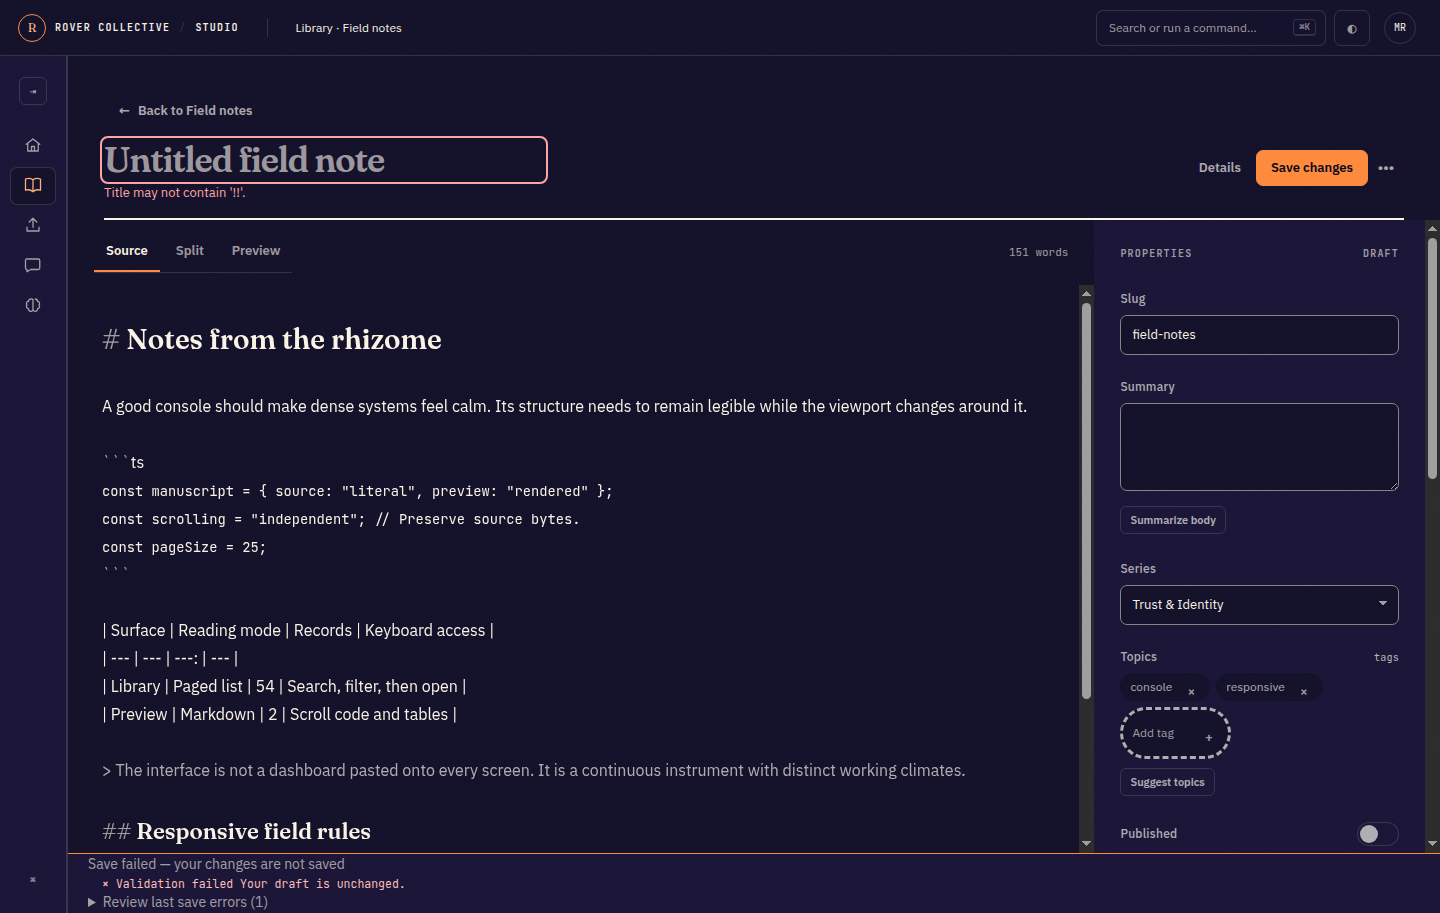 R ROVER COLLECTIVE / STUDIO Library · Field notes Search or run a command... ⌘K ◐ MR
⇥
← Back to Field notes
Untitled field note
Title may not contain '!!'.
Details Save changes •••
Source Split Preview 151 words
# Notes from the rhizome
A good console should make dense systems feel calm. Its structure needs to remain legible while the viewport changes around it.
```ts
const manuscript = { source: "literal", preview: "rendered" };
const scrolling = "independent"; // Preserve source bytes.
const pageSize = 25;
```
| Surface | Reading mode | Records | Keyboard access |
| --- | --- | ---: | --- |
| Library | Paged list | 54 | Search, filter, then open |
| Preview | Markdown | 2 | Scroll code and tables |
> The interface is not a dashboard pasted onto every screen. It is a continuous instrument with distinct working climates.
## Responsive field rules
PROPERTIES DRAFT
Slug
field-notes
Summary
Summarize body
Series
Trust & Identity
Topics tags
console × responsive ×
Add tag +
Suggest topics
Published
⌘
Save failed — your changes are not saved
× Validation failed Your draft is unchanged.
▶ Review last save errors (1)